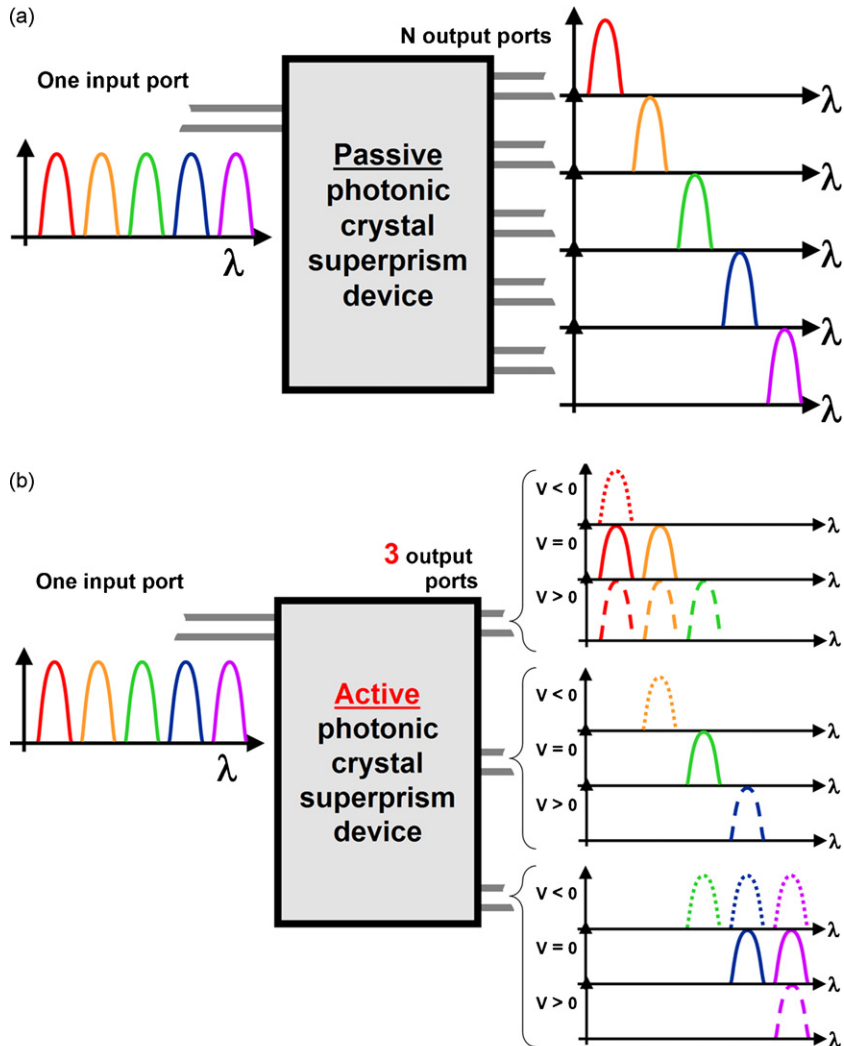 (a)
N output ports
One input port
λ
Passive
photonic
crystal
superprism
device
λ
λ
λ
λ
λ
(b)
3 output
ports
One input port
λ
Active
photonic
crystal
superprism
device
V < 0
λ
V = 0
λ
V > 0
λ
V < 0
λ
V = 0
λ
V > 0
λ
V < 0
λ
V = 0
λ
V > 0
λ